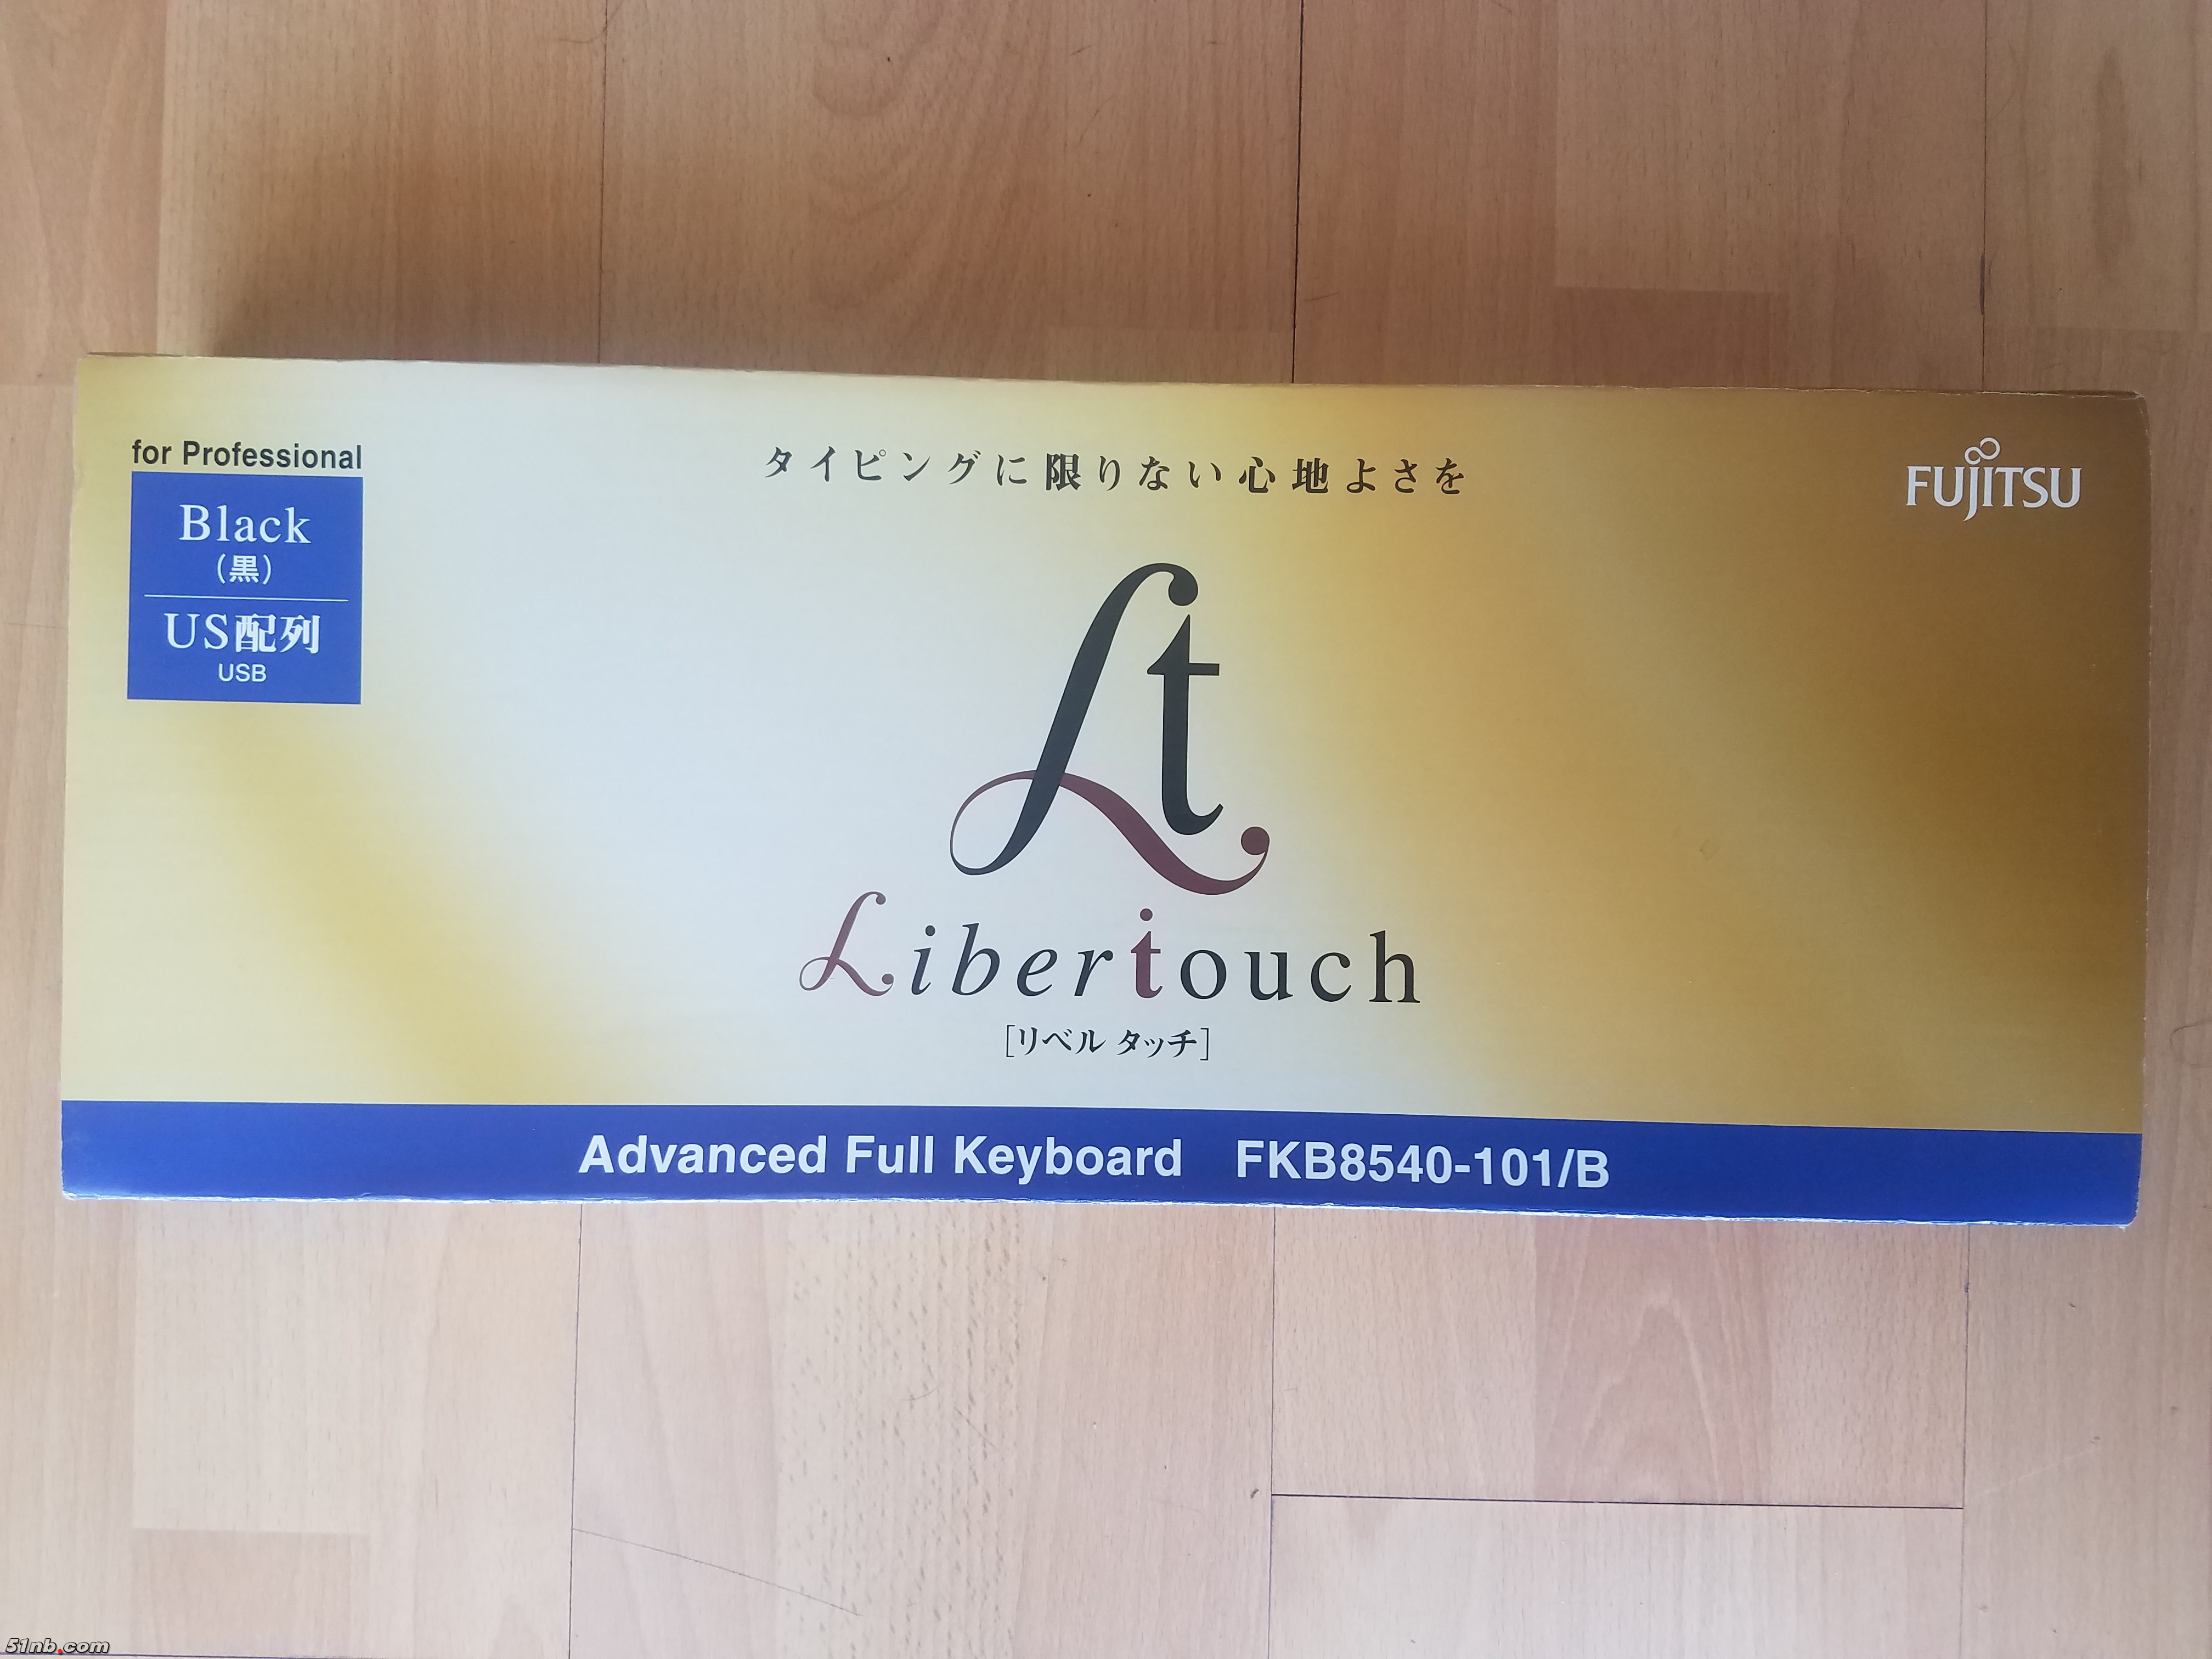 for Professional
Black
(黒)
US配列
USB
タイピングに限りない心地よさを
FUJITSU
Lt
Libertouch
[リベル タッチ]
Advanced Full Keyboard FKB8540-101/B
51nb.com